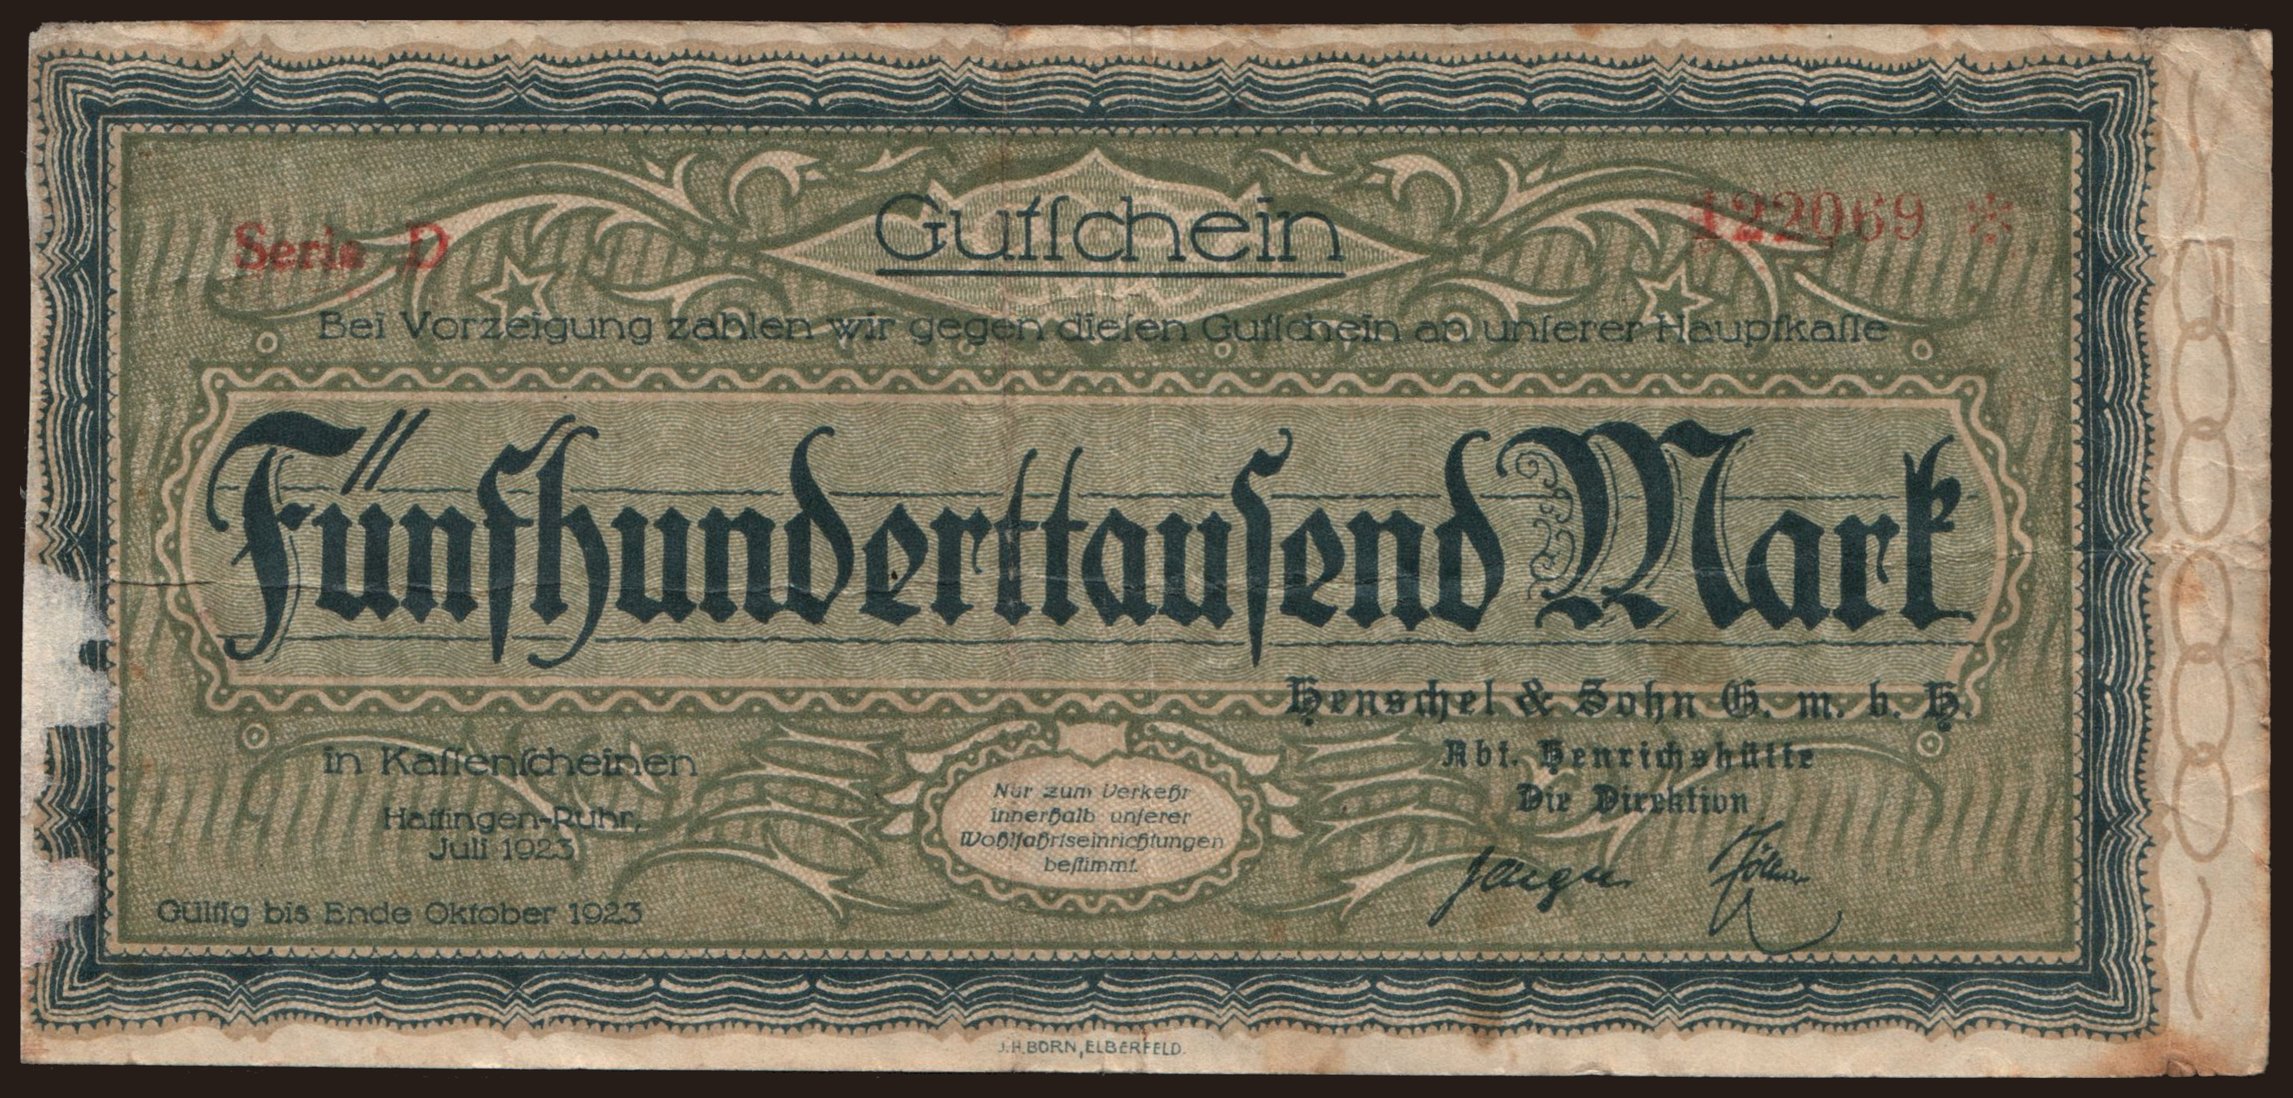 Gutſchein
Serie D
122069 *
Bei Vorzeigung zahlen wir gegen dieſen Gutſchein an unſerer Hauptkaſſe
Fünfhunderttauſend Mark
Henschel & Sohn G. m. b. H.
Abt. Henrichshütte
Die Direktion
in Kaſſenſcheinen
Hattingen-Ruhr,
Juli 1923
Nur zum Verkehr
innerhalb unſerer
Wohlfahrtseinrichtungen
beſtimmt.
Gültig bis Ende Oktober 1923
J.H.BORN, ELBERFELD.